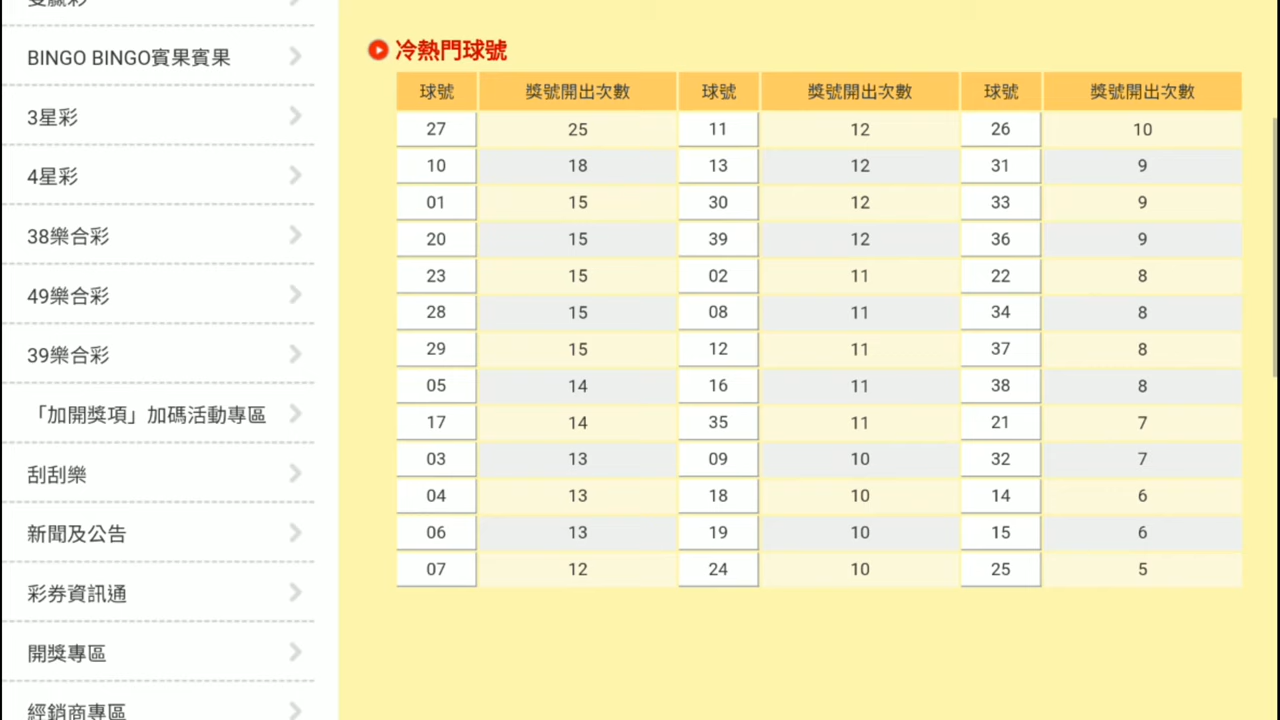 雙贏彩
BINGO BINGO賓果賓果
3星彩
4星彩
38樂合彩
49樂合彩
39樂合彩
「加開獎項」加碼活動專區
刮刮樂
新聞及公告
彩券資訊通
開獎專區
經銷商專區
冷熱門球號
球號 獎號開出次數 球號 獎號開出次數 球號 獎號開出次數
27 25 11 12 26 10
10 18 13 12 31 9
01 15 30 12 33 9
20 15 39 12 36 9
23 15 02 11 22 8
28 15 08 11 34 8
29 15 12 11 37 8
05 14 16 11 38 8
17 14 35 11 21 7
03 13 09 10 32 7
04 13 18 10 14 6
06 13 19 10 15 6
07 12 24 10 25 5